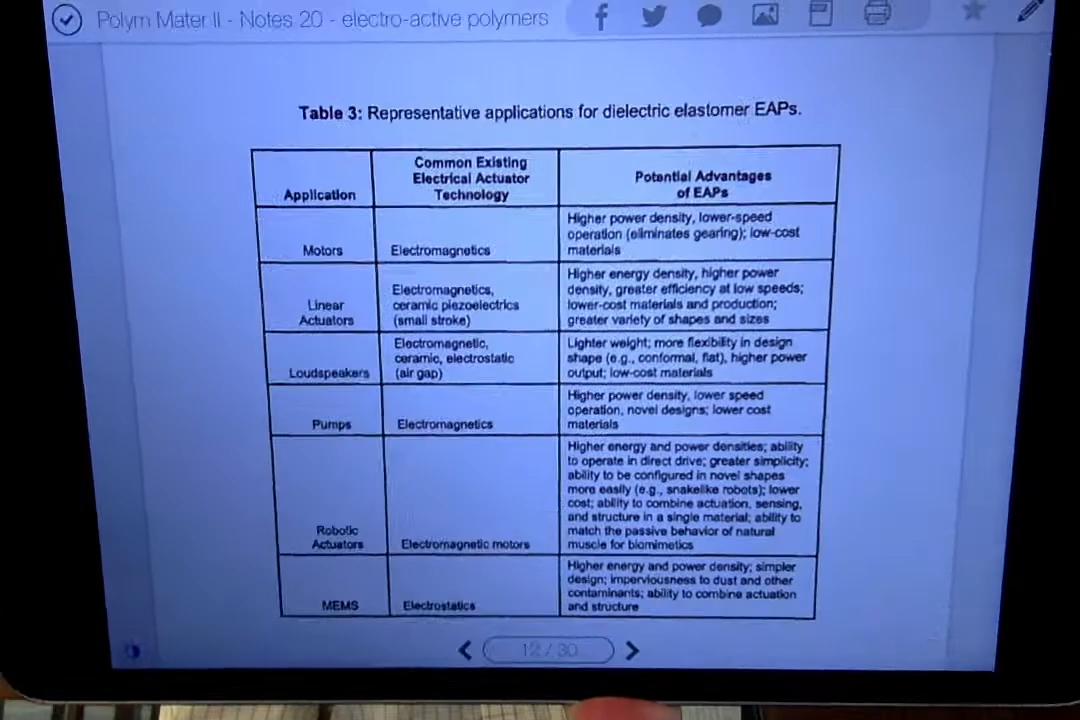 Polym Mater II - Notes 20 - electro-active polymers
Table 3: Representative applications for dielectric elastomer EAPs.
Application
Common Existing
Electrical Actuator
Technology
Potential Advantages
of EAPs
Motors
Electromagnetics
Higher power density, lower-speed
operation (eliminates gearing); low-cost
materials
Linear
Actuators
Electromagnetics,
ceramic piezoelectrics
(small stroke)
Higher energy density, higher power
density, greater efficiency at low speeds;
lower-cost materials and production;
greater variety of shapes and sizes
Loudspeakers
Electromagnetic,
ceramic, electrostatic
(air gap)
Lighter weight; more flexibility in design
shape (e.g., conformal, flat), higher power
output; low-cost materials
Pumps
Electromagnetics
Higher power density, lower speed
operation, novel designs; lower cost
materials
Robotic
Actuators
Electromagnetic motors
Higher energy and power densities; ability
to operate in direct drive; greater simplicity;
ability to be configured in novel shapes
more easily (e.g., snakelike robots); lower
cost; ability to combine actuation, sensing,
and structure in a single material; ability to
match the passive behavior of natural
muscle for biomimetics
MEMS
Electrostatics
Higher energy and power density; simpler
design; imperviousness to dust and other
contaminants; ability to combine actuation
and structure
12 / 30